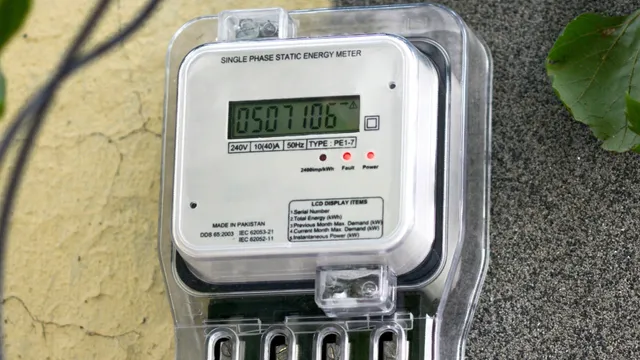 SINGLE PHASE STATIC ENERGY METER
0507106
240V 10(40)A 50Hz TYPE : PE1-7
Fault Power
LCD DISPLAY ITEMS
1.Serial Number
2.Total Energy (kWh)
3.Previous Month Max. Demand (kW)
4.Current Month Max. Demand (kW)
5.Instantaneous Power (kW)
MADE IN PAKISTAN
DDS 65:2003 IEC 62053-21
IEC 62052-11